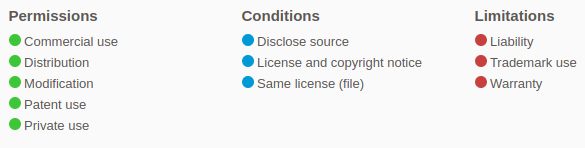 Permissions
Commercial use
Distribution
Modification
Patent use
Private use
Conditions
Disclose source
License and copyright notice
Same license (file)
Limitations
Liability
Trademark use
Warranty